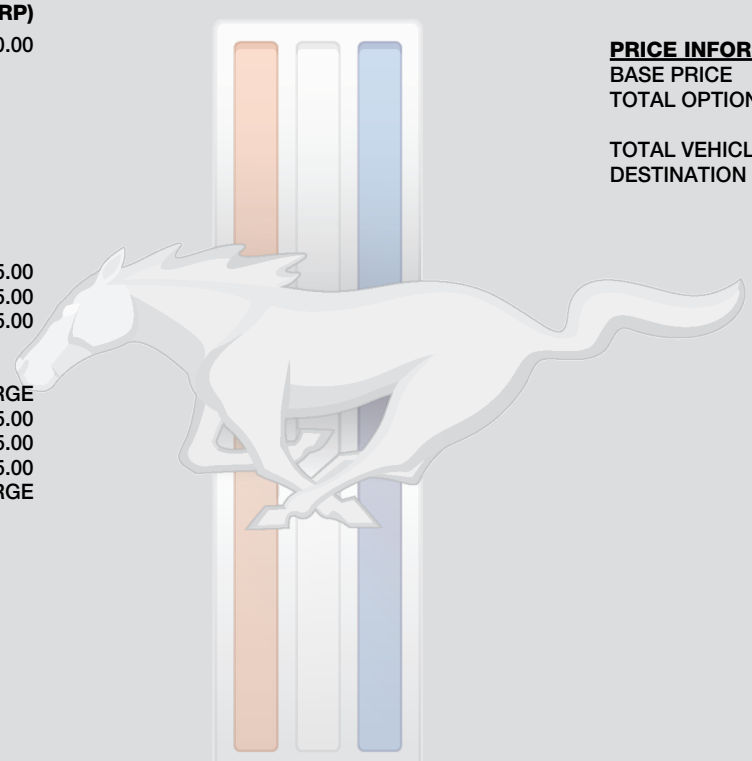 RP)
0.00
5.00
5.00
5.00
RGE
5.00
5.00
5.00
RGE
PRICE INFOR
BASE PRICE
TOTAL OPTION
TOTAL VEHICL
DESTINATION